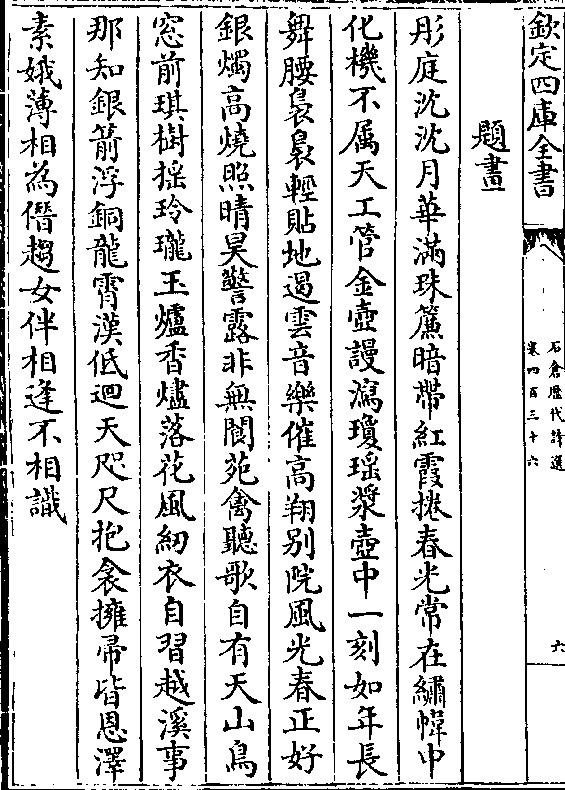 欽定四庫全書
石倉歷代詩選
卷四百三十六
六
題畫
彤庭沈沈月華滿珠簾暗帶紅霞捲春光常在繡幃中
化機不属天工管金壺謾瀉瓊瑶漿壺中一刻如年長
舞腰裊裊輕貼地遏雲音樂催高翔别院風光春正好
銀燭高燒照晴昊警露非無閬苑禽聽歌自有天山鳥
窓前琪樹摇玲瓏玉爐香燼落花風紉衣自習越溪事
那知銀箭浮銅龍霄漢低迴天咫尺抱衾擁帚皆恩澤
素娥薄相為僭趨女伴相逢不相識